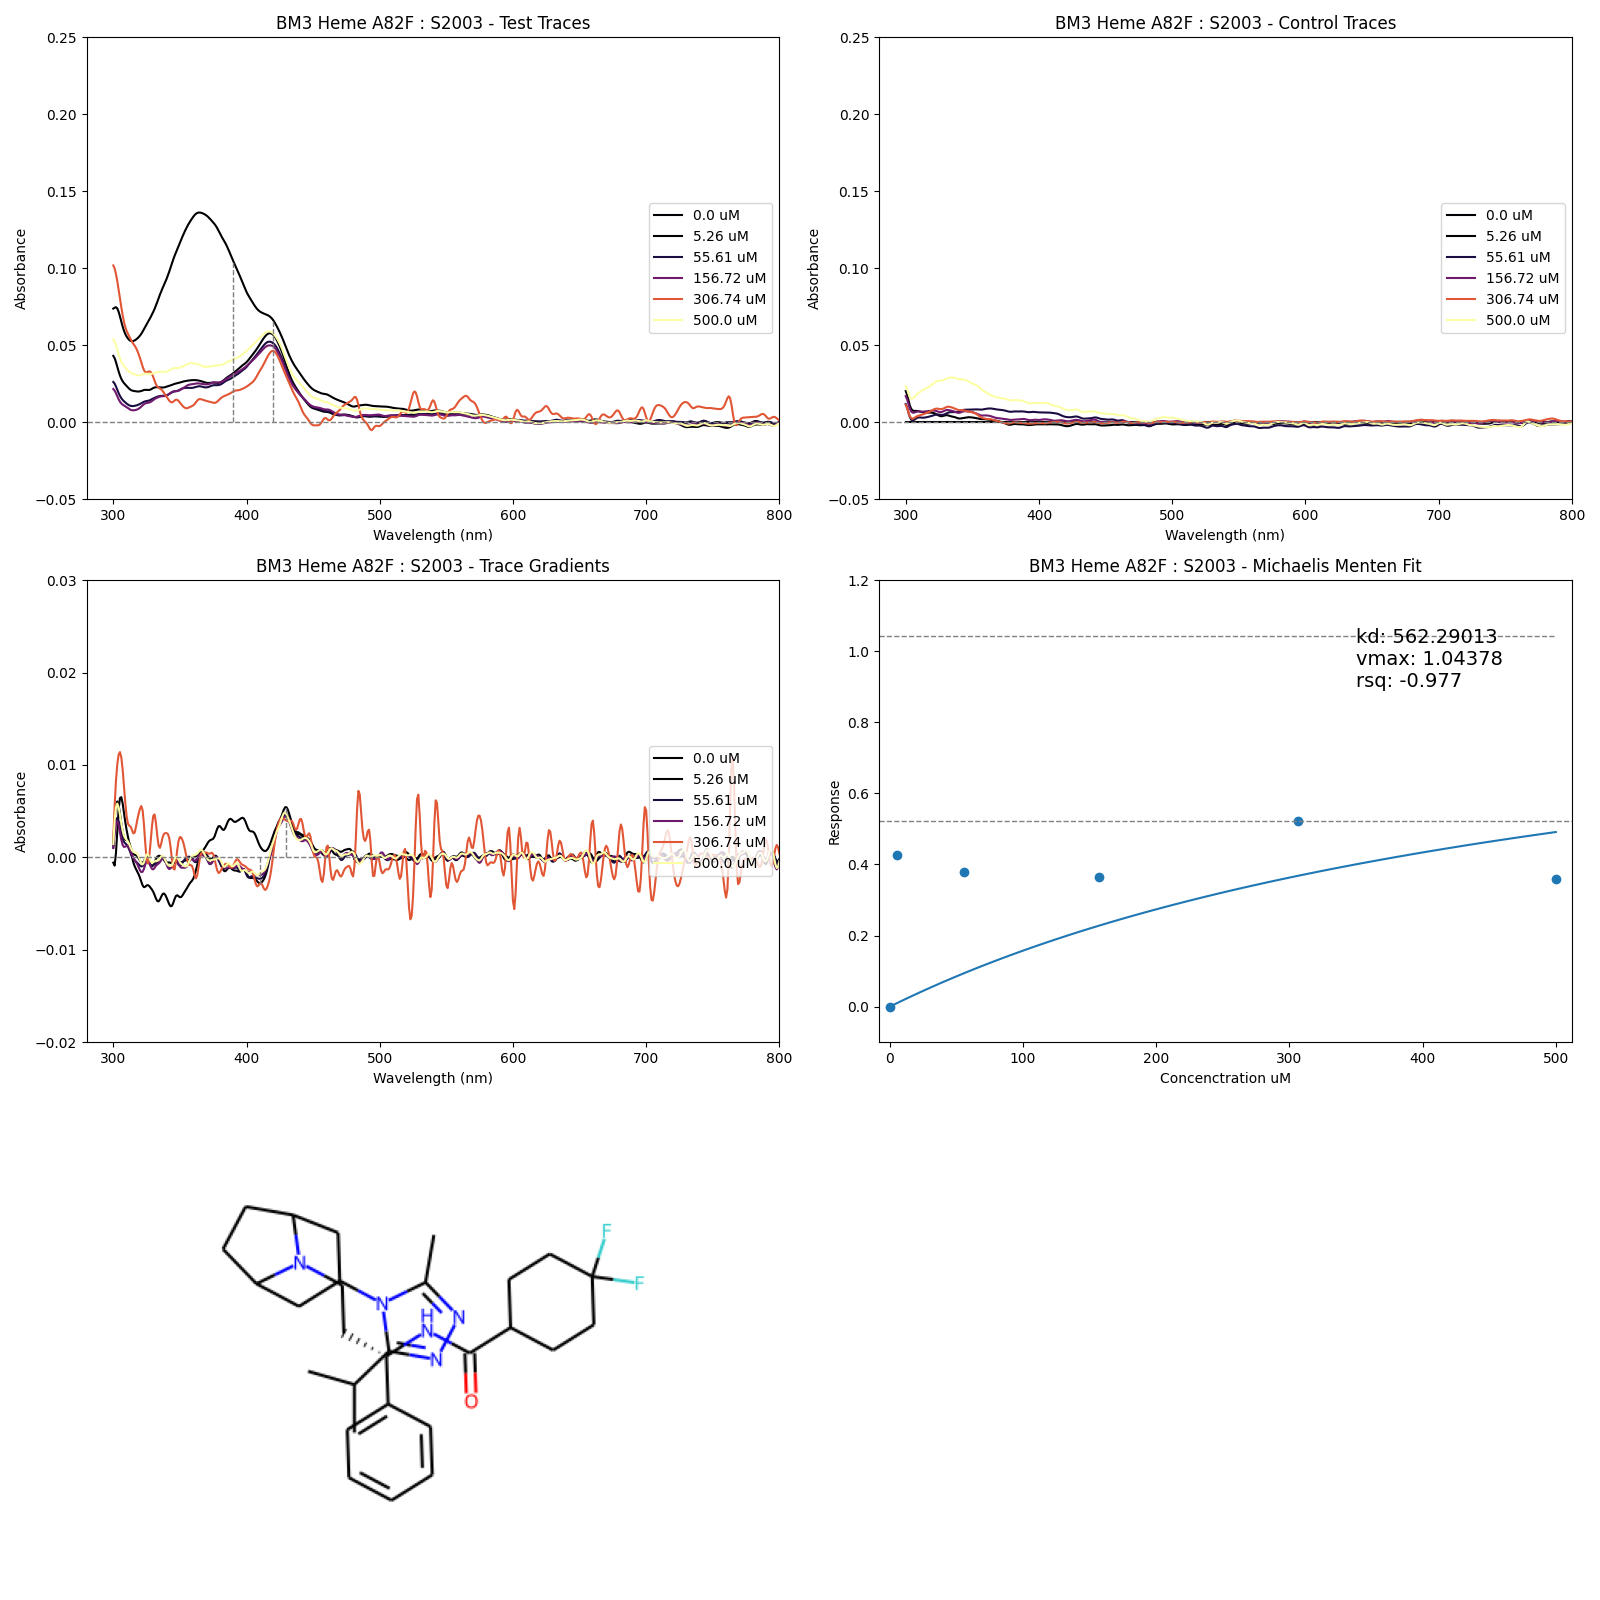 BM3 Heme A82F : S2003 - Test Traces
0.25
0.20
0.15
0.10
0.05
0.00
−0.05
Absorbance
300 400 500 600 700 800
Wavelength (nm)
0.0 uM
5.26 uM
55.61 uM
156.72 uM
306.74 uM
500.0 uM
BM3 Heme A82F : S2003 - Control Traces
0.25
0.20
0.15
0.10
0.05
0.00
−0.05
Absorbance
300 400 500 600 700 800
Wavelength (nm)
0.0 uM
5.26 uM
55.61 uM
156.72 uM
306.74 uM
500.0 uM
BM3 Heme A82F : S2003 - Trace Gradients
0.03
0.02
0.01
0.00
−0.01
−0.02
Absorbance
300 400 500 600 700 800
Wavelength (nm)
0.0 uM
5.26 uM
55.61 uM
156.72 uM
306.74 uM
500.0 uM
BM3 Heme A82F : S2003 - Michaelis Menten Fit
1.2
1.0
0.8
0.6
0.4
0.2
0.0
Response
kd: 562.29013
vmax: 1.04378
rsq: -0.977
0 100 200 300 400 500
Concenctration uM
F
F
N
N
H
N
N
N
O